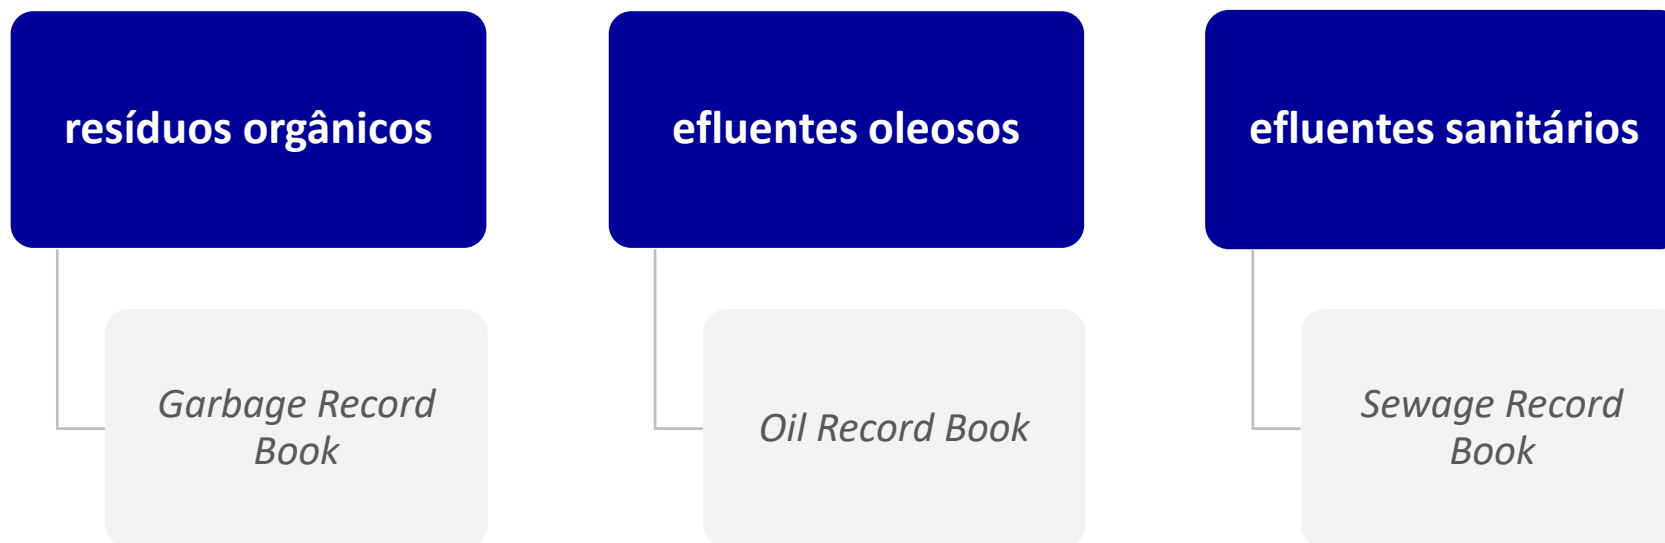 resíduos orgânicos
efluentes oleosos
efluentes sanitários
Garbage Record
Book
Oil Record Book
Sewage Record
Book